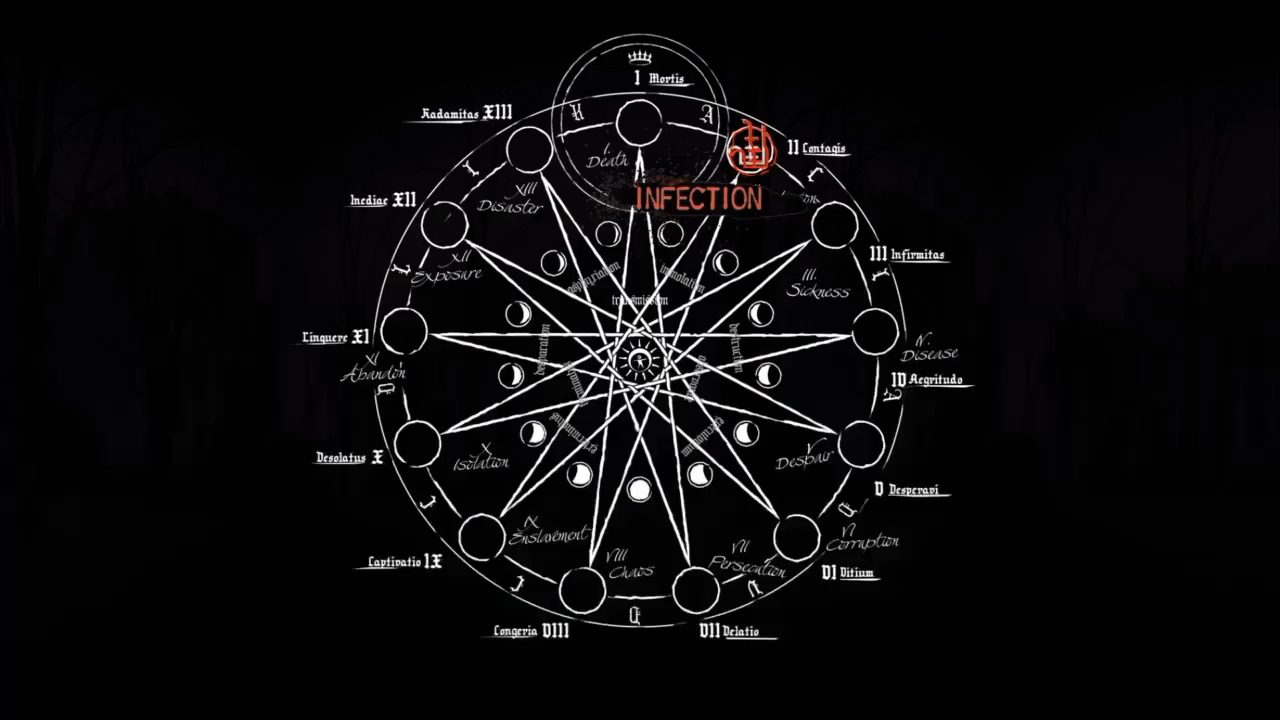 I Mortis
K
A
I.
Death
II Contagis
INFECTION
III Infirmitas
III.
Sickness
IV.
Disease
IV Aegritudo
A
V
Despair
V Desperavi
VI
Corruption
VI Vitium
VII
Persecution
VII Delatio
VIII
Chaos
Congeria VIII
IX
Enslavement
Captivatio IX
X
Isolation
Desolatus X
XI
Abandon
Linquere XI
XII
Exposure
Inediae XII
XIII
Disaster
Kadamitas XIII
asphyxiation
immolation
transmission
destruction